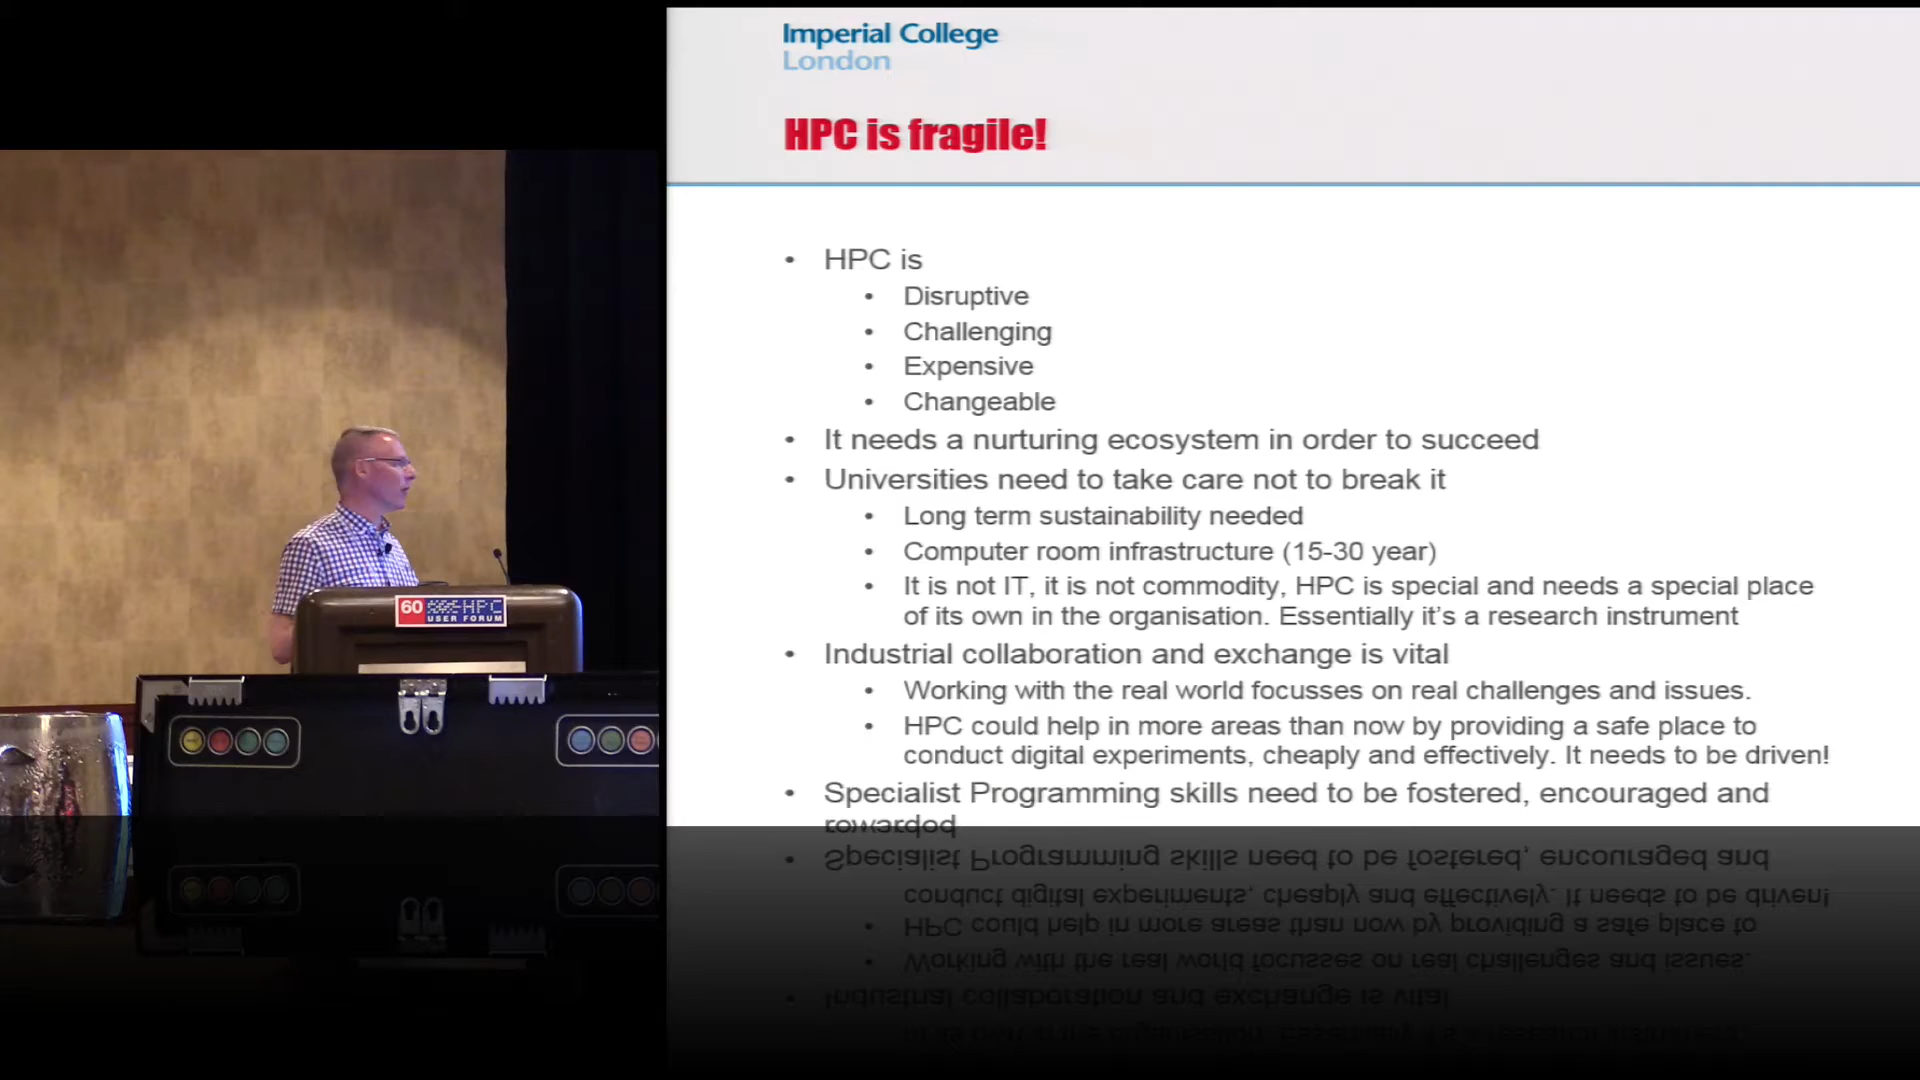 Imperial College
London
HPC is fragile!
• HPC is
• Disruptive
• Challenging
• Expensive
• Changeable
• It needs a nurturing ecosystem in order to succeed
• Universities need to take care not to break it
• Long term sustainability needed
• Computer room infrastructure (15-30 year)
• It is not IT, it is not commodity, HPC is special and needs a special place
of its own in the organisation. Essentially it's a research instrument
• Industrial collaboration and exchange is vital
• Working with the real world focusses on real challenges and issues.
• HPC could help in more areas than now by providing a safe place to
conduct digital experiments, cheaply and effectively. It needs to be driven!
• Specialist Programming skills need to be fostered, encouraged and
rewarded
60 HPC
USER FORUM